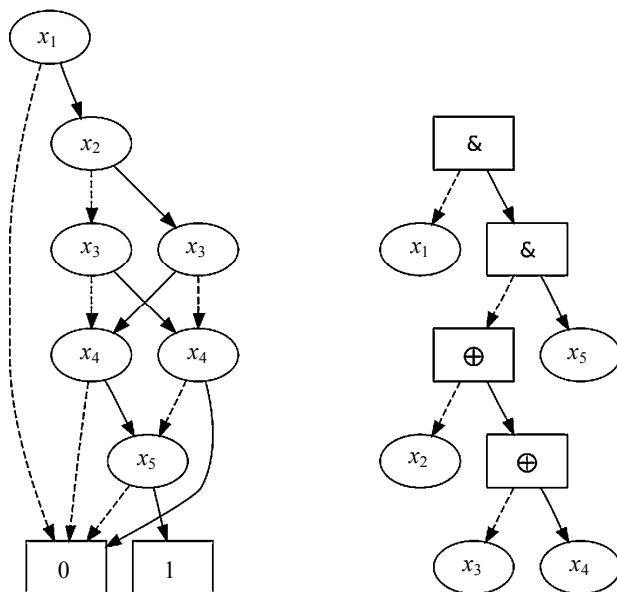 x₁
x₂
&
x₃ x₃
x₁ &
x₄ x₄
⊕ x₅
x₅
x₂ ⊕
0 1
x₃ x₄